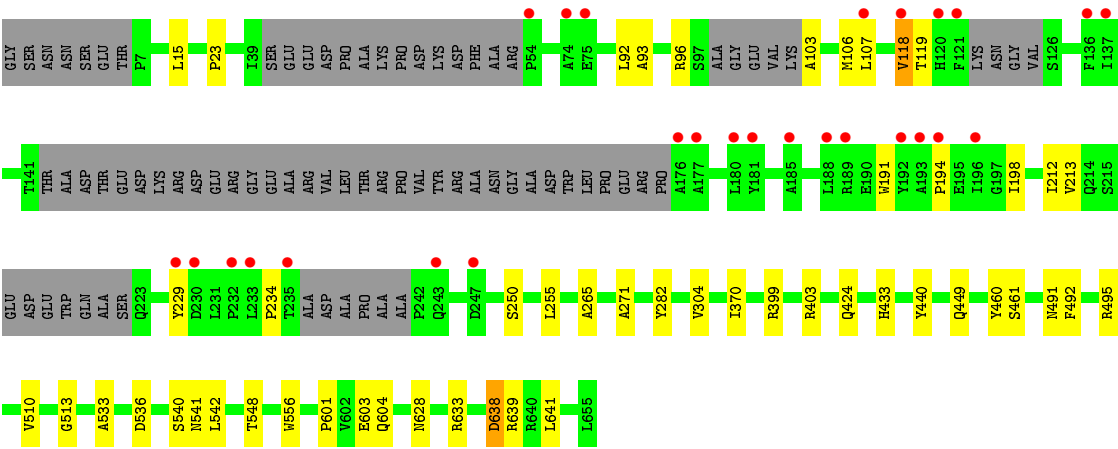 GLY SER ASN ASN SER GLU THR P7 L15 P23 I39 SER GLU GLU ASP PRO ALA LYS PRO ASP LYS ASP PHE ALA ARG P54 A74 E75 L92 A93 R96 S97 ALA GLY GLU VAL LYS A103 M106 L107 V118 T119 H120 F121 LYS ASN GLY VAL S126 F136 I137
T141 THR ALA ASP THR GLU ASP LYS ARG ASP GLU ARG GLY GLU ALA ARG VAL LEU THR ARG PRO VAL TYR ARG ALA ASN GLY ALA ASP TRP LEU PRO GLU ARG PRO A176 A177 L180 Y181 A185 L188 R189 E190 W191 Y192 A193 P194 E195 I196 G197 I198 I212 V213 Q214 S215
GLU ASP GLU TRP GLN ALA SER Q223 Y229 D230 L231 P232 L233 P234 T235 ALA ASP ALA PRO ALA ALA P242 Q243 D247 S250 L255 A265 A271 Y282 V304 I370 R399 R403 Q424 H433 Y440 Q449 Y460 S461 N491 F492 R495
V510 G513 A533 D536 S540 N541 L542 T548 W556 P601 V602 E603 Q604 N628 R633 D638 R639 R640 L641 L655